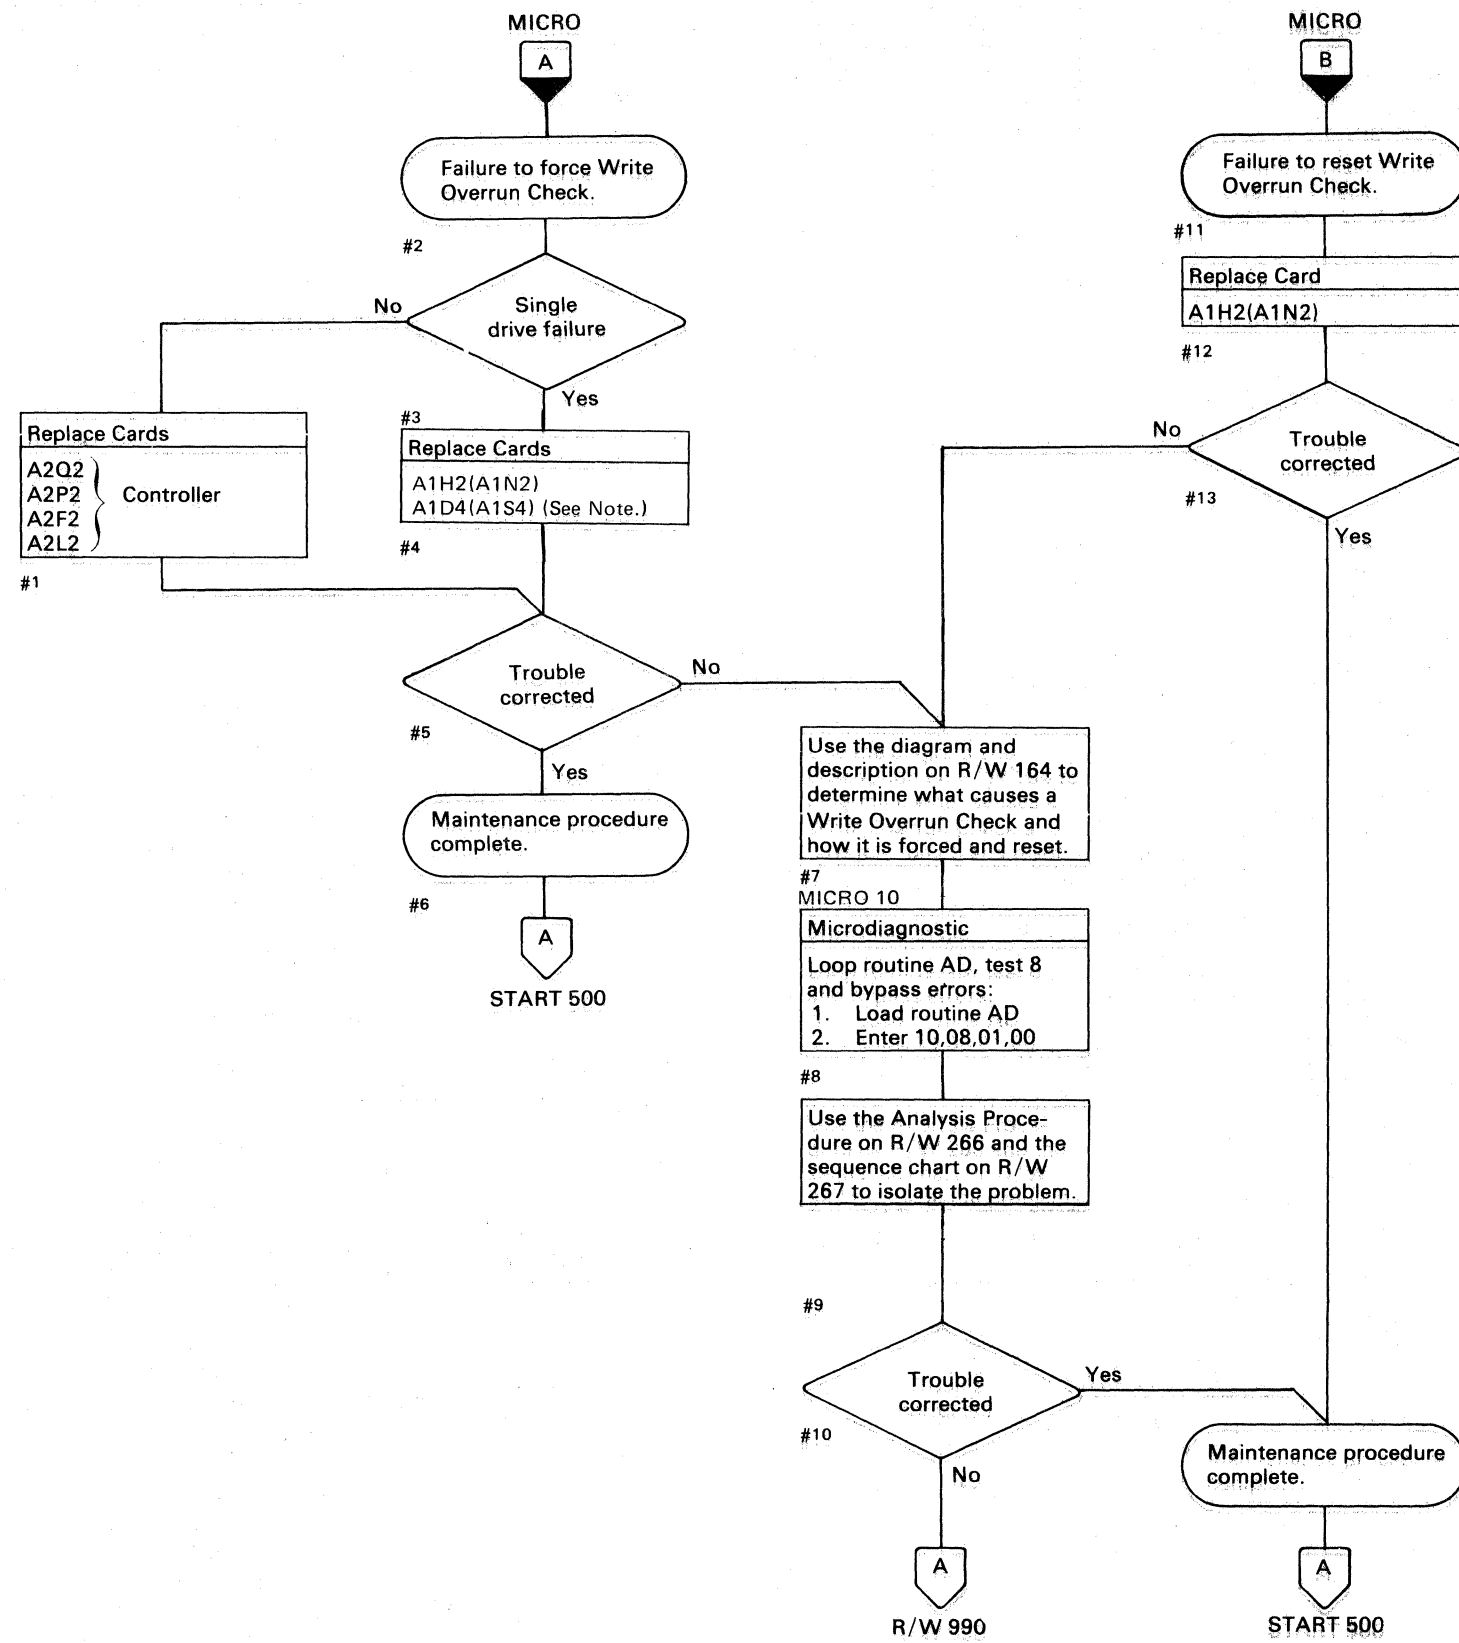 MICRO
A
Failure to force Write
Overrun Check.
#2
Single
drive failure
No
Yes
Replace Cards
A2Q2
A2P2
A2F2
A2L2
Controller
#1
#3
Replace Cards
A1H2(A1N2)
A1D4(A1S4) (See Note.)
#4
Trouble
corrected
No
#5
Yes
Maintenance procedure
complete.
#6
A
START 500
MICRO
B
Failure to reset Write
Overrun Check.
#11
Replace Card
A1H2(A1N2)
#12
Trouble
corrected
No
#13
Yes
Use the diagram and
description on R/W 164 to
determine what causes a
Write Overrun Check and
how it is forced and reset.
#7
MICRO 10
Microdiagnostic
Loop routine AD, test 8
and bypass errors:
1. Load routine AD
2. Enter 10,08,01,00
#8
Use the Analysis Proce-
dure on R/W 266 and the
sequence chart on R/W
267 to isolate the problem.
#9
Trouble
corrected
Yes
#10
No
A
R/W 990
Maintenance procedure
complete.
A
START 500